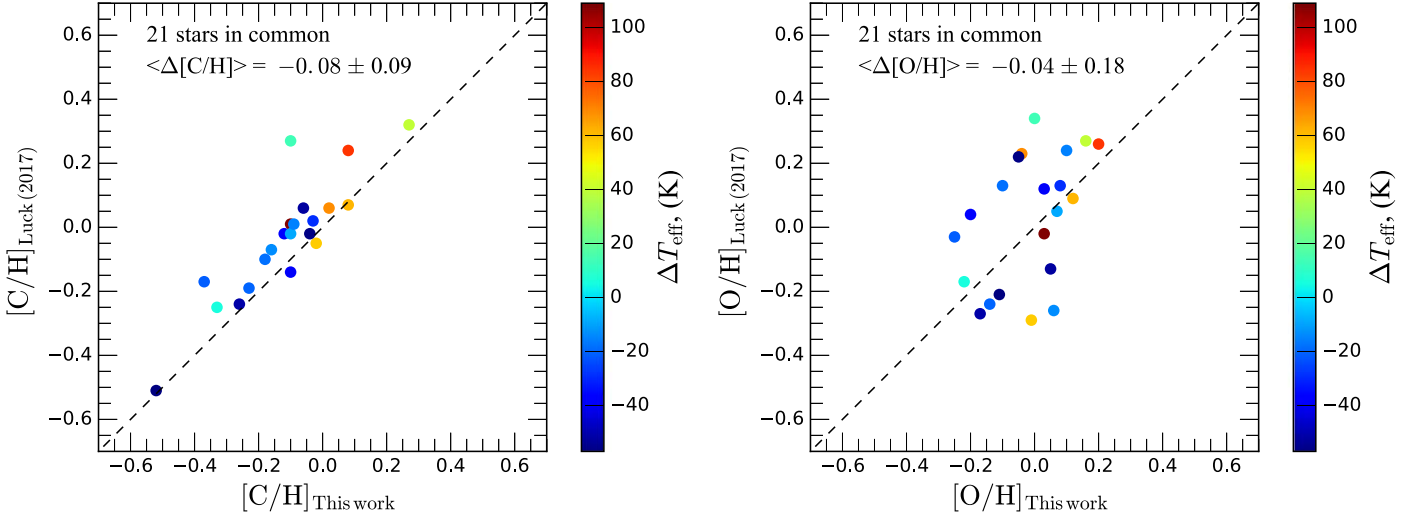 21 stars in common
<Δ[C/H]> = −0.08 ± 0.09
[C/H]Luck (2017)
0.6
0.4
0.2
0.0
−0.2
−0.4
−0.6
−0.6 −0.4 −0.2 0.0 0.2 0.4 0.6
[C/H]This work
100
80
60
40
20
0
−20
−40
ΔTeff, (K)
21 stars in common
<Δ[O/H]> = −0.04 ± 0.18
[O/H]Luck (2017)
0.6
0.4
0.2
0.0
−0.2
−0.4
−0.6
−0.6 −0.4 −0.2 0.0 0.2 0.4 0.6
[O/H]This work
100
80
60
40
20
0
−20
−40
ΔTeff, (K)